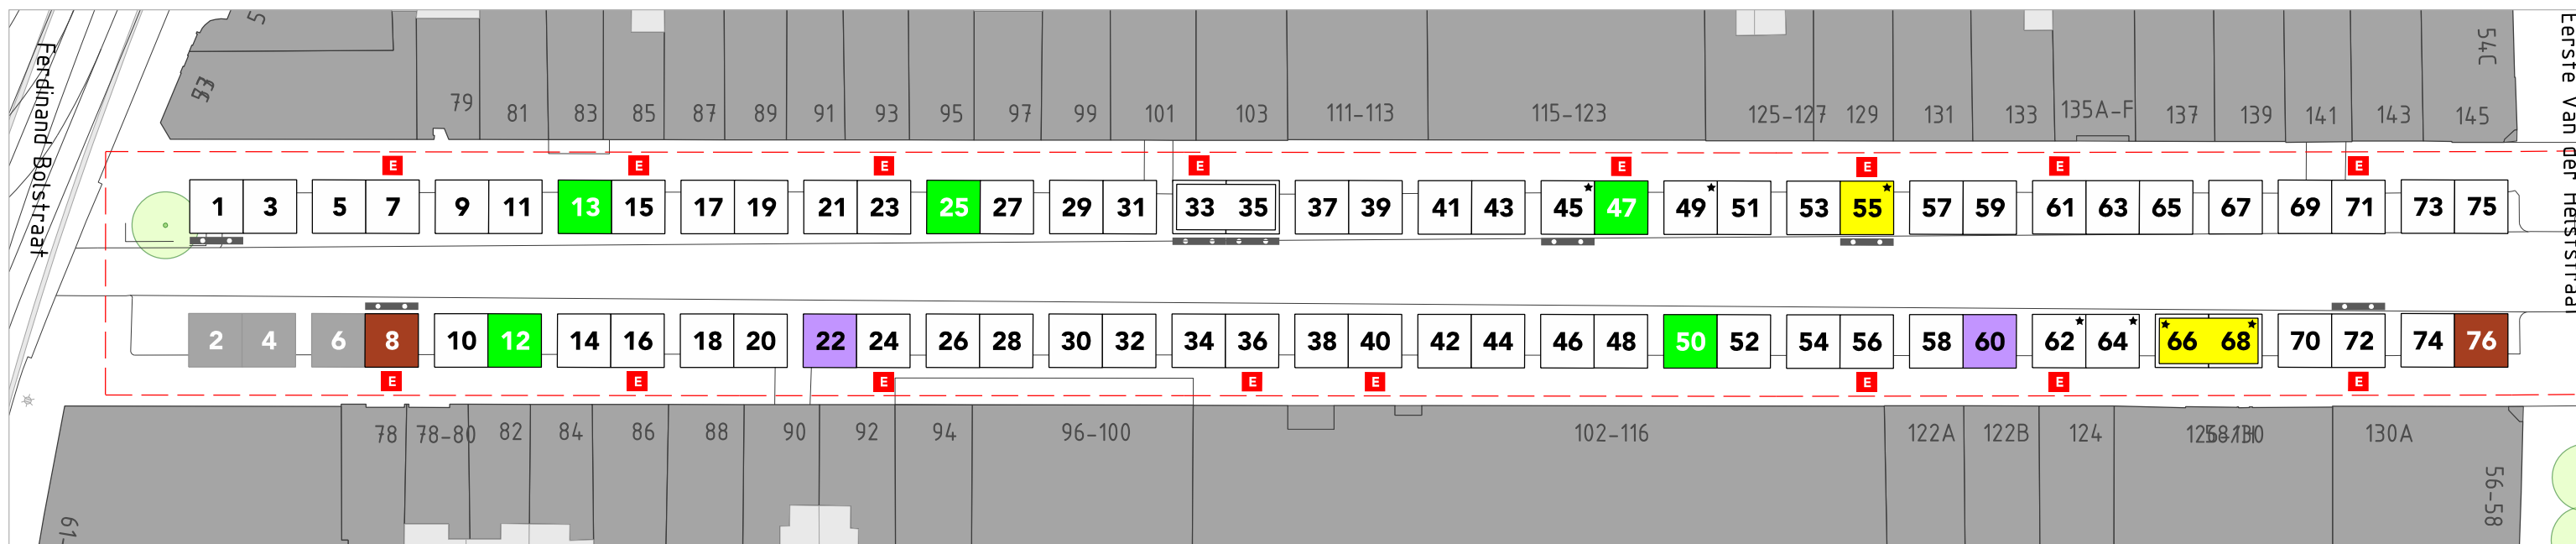 Ferdinand Bolstraat
5
79 81 83 85 87 89 91 93 95 97 99 101 103 111-113 115-123 125-127 129 131 133 135A-F 137 139 141 143 145
54C
Eerste Van der Helststraat
E E E E E E E E
1 3 5 7 9 11 13 15 17 19 21 23 25 27 29 31 33 35 37 39 41 43 45 47 49 51 53 55 57 59 61 63 65 67 69 71 73 75
2 4 6 8 10 12 14 16 18 20 22 24 26 28 30 32 34 36 38 40 42 44 46 48 50 52 54 56 58 60 62 64 66 68 70 72 74 76
E E E E E E E E
78 78-80 82 84 86 88 90 92 94 96-100 102-116 122A 122B 124 130A
56-58
61-